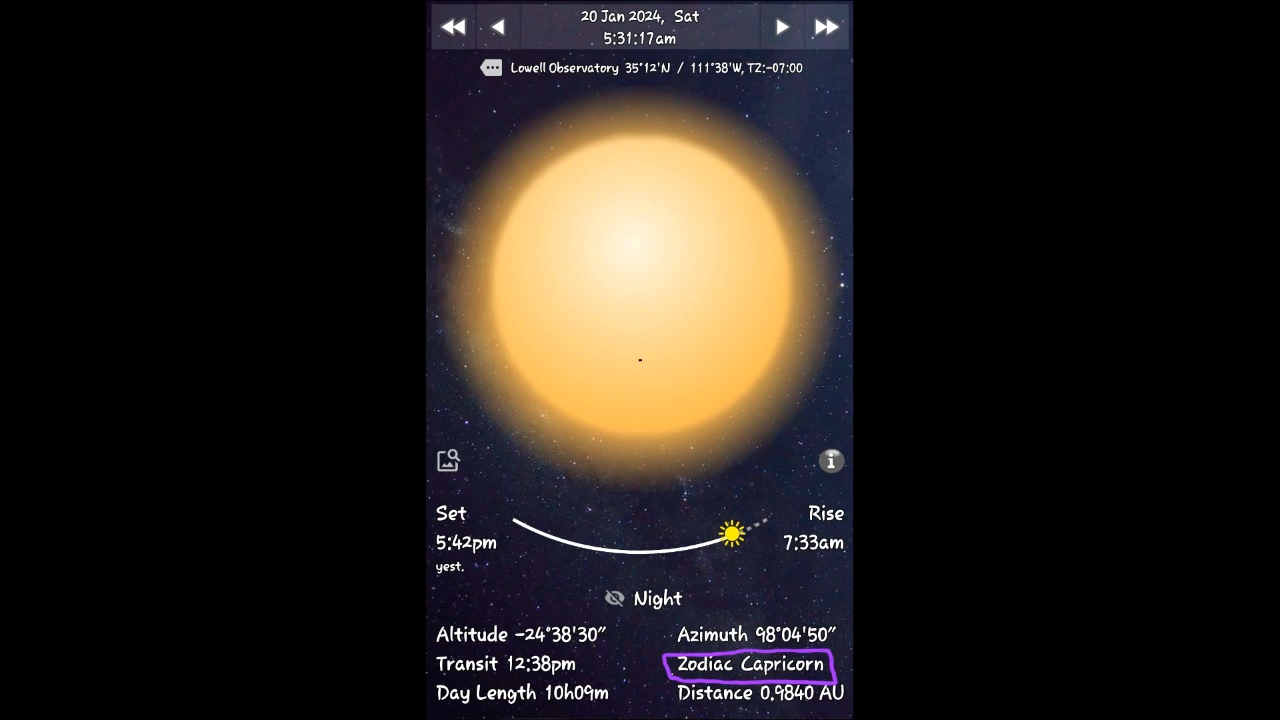 20 Jan 2024, Sat
5:31:17am
Lowell Observatory 35°12'N / 111°38'W, TZ:-07:00
Set
Rise
5:42pm
7:33am
yest.
Night
Altitude -24°38'30″
Azimuth 98°04'50″
Transit 12:38pm
Zodiac Capricorn
Day Length 10h09m
Distance 0.9840 AU